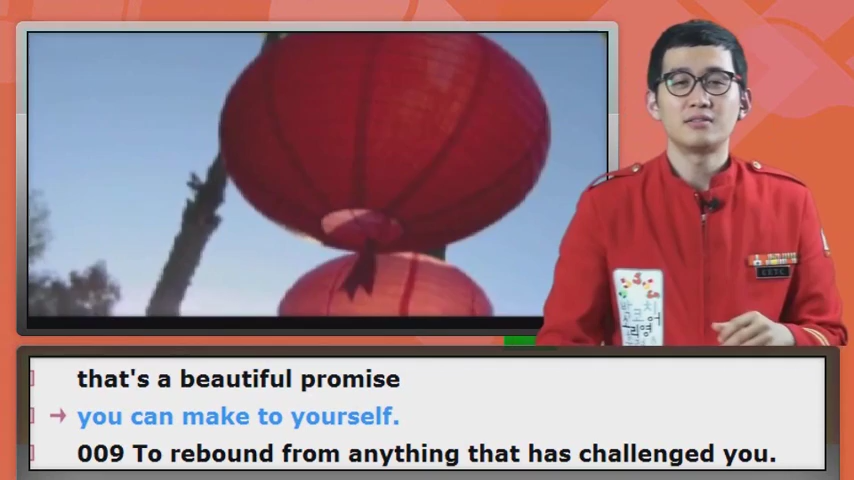 that's a beautiful promise
→ you can make to yourself.
009 To rebound from anything that has challenged you.